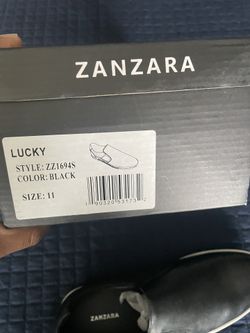 ZANZARA
LUCKY
STYLE: ZZ1694S
COLOR: BLACK
SIZE: 11
ZANZARA